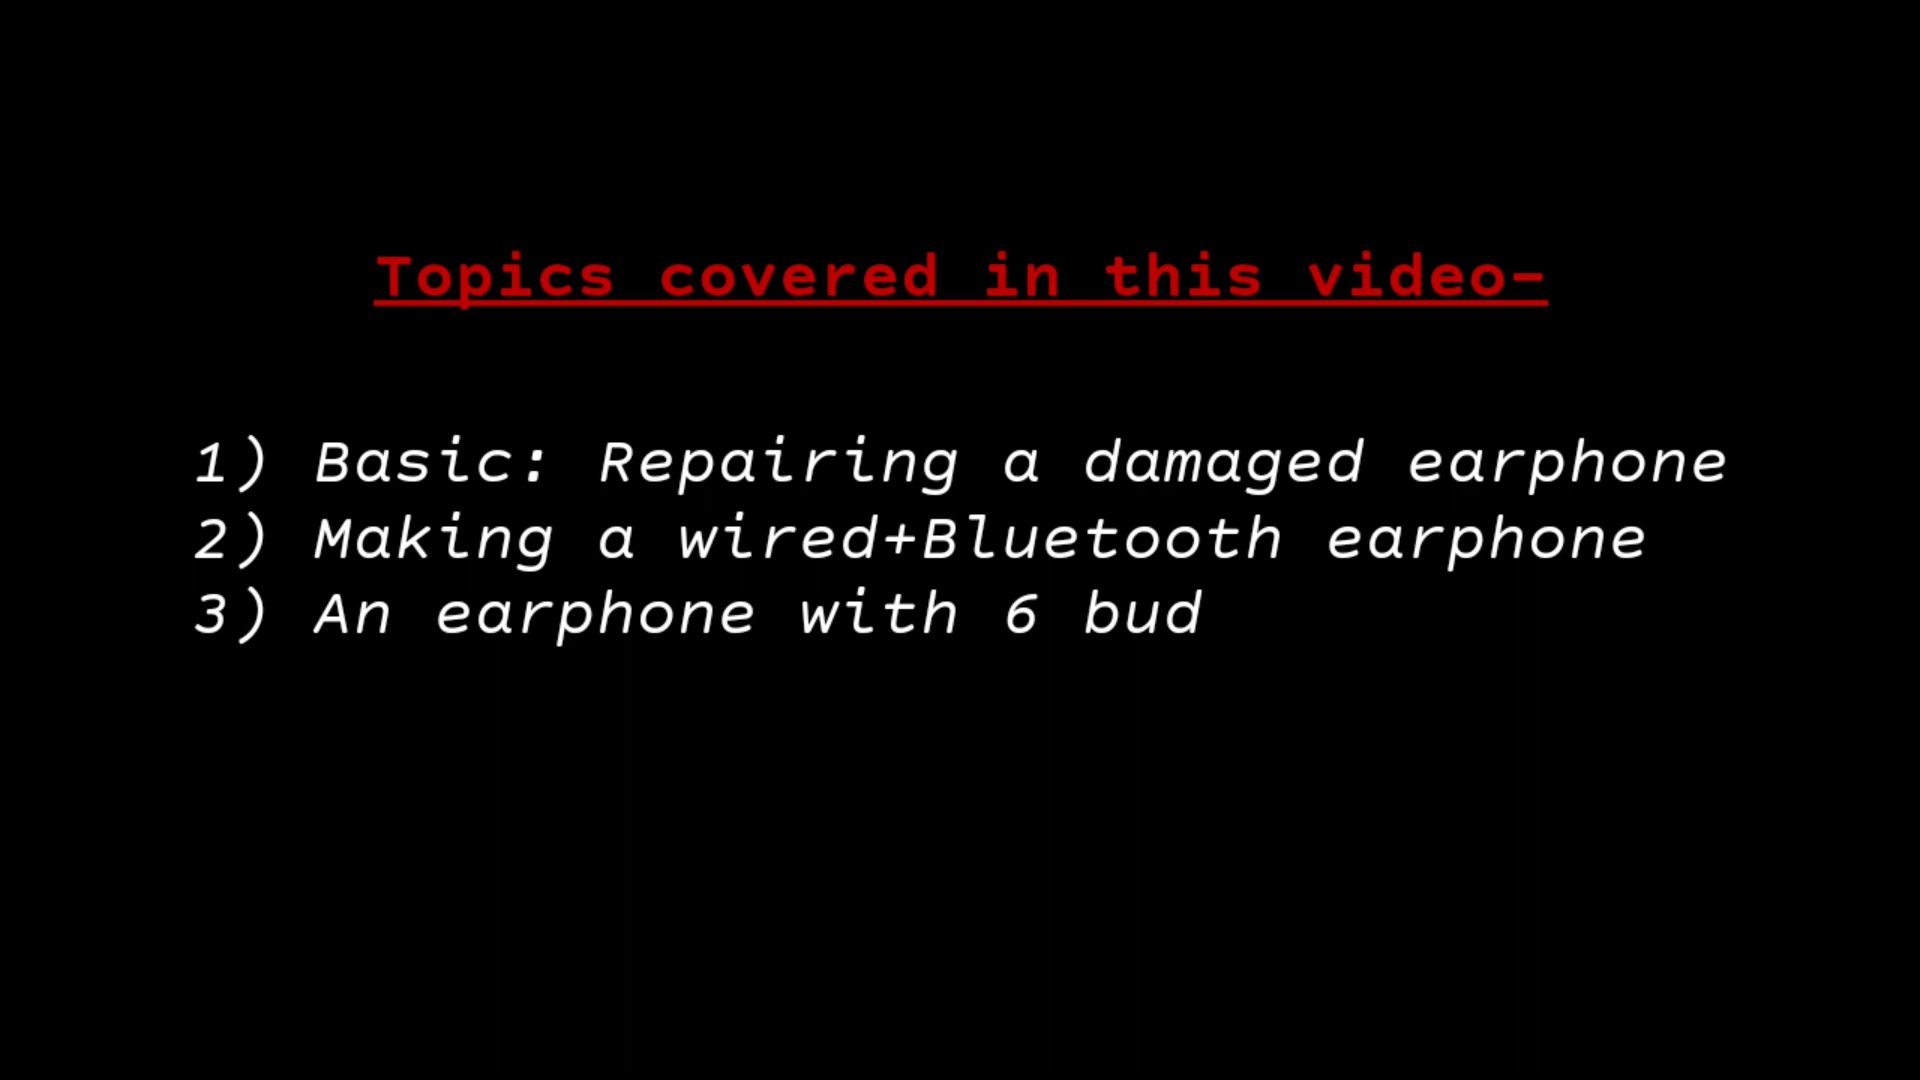 Topics covered in this video-
1) Basic: Repairing a damaged earphone
2) Making a wired+Bluetooth earphone
3) An earphone with 6 bud